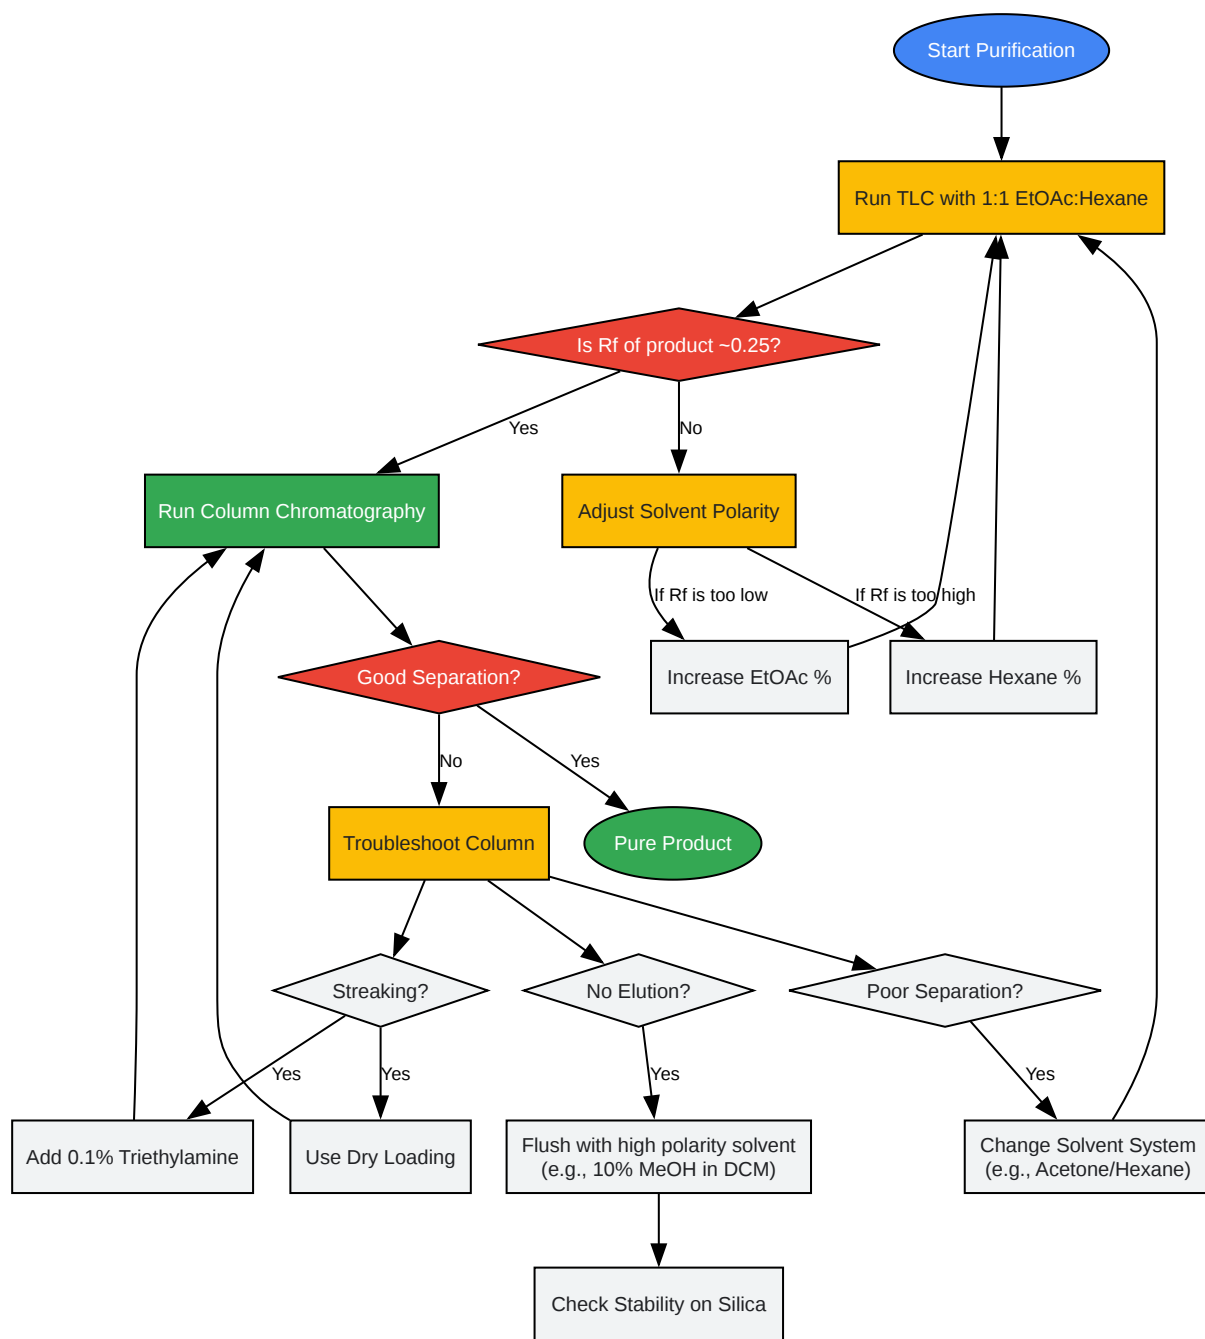 Start Purification
Run TLC with 1:1 EtOAc:Hexane
Is Rf of product ~0.25?
Yes
No
Run Column Chromatography
Adjust Solvent Polarity
If Rf is too low
If Rf is too high
Good Separation?
Increase EtOAc %
Increase Hexane %
No
Yes
Troubleshoot Column
Pure Product
Streaking?
No Elution?
Poor Separation?
Yes
Yes
Yes
Yes
Add 0.1% Triethylamine
Use Dry Loading
Flush with high polarity solvent
(e.g., 10% MeOH in DCM)
Change Solvent System
(e.g., Acetone/Hexane)
Check Stability on Silica